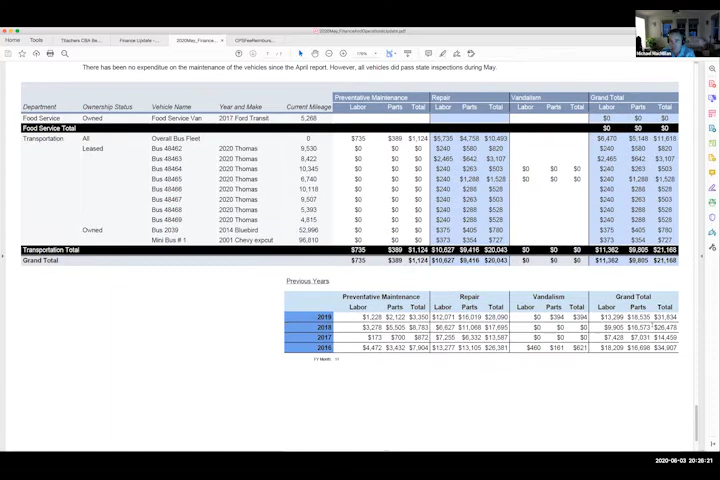 2020May_FinanceAndOperationsUpdate.pdf
Home Tools Teachers CBA Se... Finance Update -... 2020May_Finance... × CPSFeeReimburs...
There has been no expenditure on the maintenance of the vehicles since the April report. However, all vehicles did pass state inspections during May.
Preventative Maintenance Repair Vandalism Grand Total
Department Ownership Status Vehicle Name Year and Make Current Mileage Labor Parts Total Labor Parts Total Labor Parts Total Labor Parts Total
Food Service Owned Food Service Van 2017 Ford Transit 5,268 $0 $0 $0
Food Service Total $0 $0 $0
Transportation All Overall Bus Fleet 0 $735 $389 $1,124 $5,735 $4,758 $10,493 $6,470 $5,148 $11,618
Leased Bus 48462 2020 Thomas 9,530 $0 $0 $0 $240 $580 $820 $240 $580 $820
Bus 48463 2020 Thomas 8,422 $0 $0 $0 $2,465 $642 $3,107 $2,465 $642 $3,107
Bus 48464 2020 Thomas 10,345 $0 $0 $0 $240 $263 $503 $0 $0 $0 $240 $263 $503
Bus 48465 2020 Thomas 6,740 $0 $0 $0 $240 $1,288 $1,528 $0 $0 $0 $240 $1,288 $1,528
Bus 48466 2020 Thomas 10,118 $0 $0 $0 $240 $288 $528 $240 $288 $528
Bus 48467 2020 Thomas 9,507 $0 $0 $0 $240 $263 $503 $240 $263 $503
Bus 48468 2020 Thomas 5,393 $0 $0 $0 $240 $288 $528 $240 $288 $528
Bus 48469 2020 Thomas 4,815 $0 $0 $0 $240 $288 $528 $240 $288 $528
Owned Bus 2039 2014 Bluebird 52,996 $0 $0 $0 $375 $405 $780 $375 $405 $780
Mini Bus # 1 2001 Chevy expcut 96,810 $0 $0 $0 $373 $354 $727 $373 $354 $727
Transportation Total $735 $389 $1,124 $10,627 $9,416 $20,043 $0 $0 $0 $11,362 $9,805 $21,168
Grand Total $735 $389 $1,124 $10,627 $9,416 $20,043 $0 $0 $0 $11,362 $9,805 $21,168
Previous Years
Preventative Maintenance Repair Vandalism Grand Total
Labor Parts Total Labor Parts Total Labor Parts Total Labor Parts Total
2019 $1,228 $2,122 $3,350 $12,071 $16,019 $28,090 $0 $394 $394 $13,299 $18,535 $31,834
2018 $3,278 $5,505 $8,783 $6,627 $11,068 $17,695 $0 $0 $0 $9,905 $16,573 $26,478
2017 $173 $700 $872 $7,255 $6,332 $13,587 $0 $0 $0 $7,428 $7,031 $14,459
2016 $4,472 $3,432 $7,904 $13,277 $13,105 $26,381 $460 $161 $621 $18,209 $16,698 $34,907
FY Month: 11
2020-06-03 20:26:21